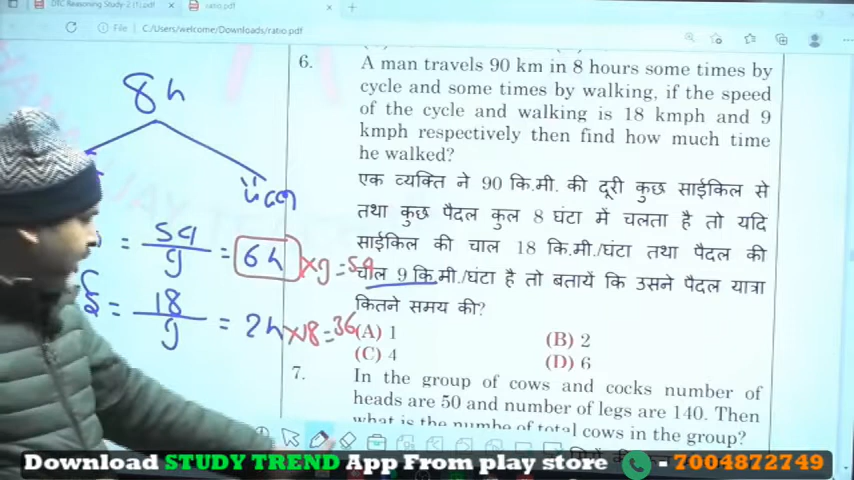 DTC Reasoning Study-2 (1).pdf
ratio.pdf
File | C:/Users/welcome/Downloads/ratio.pdf
8h
पैदल
= 54/9 = 6h ×9=54
= 18/9 = 2h ×18=36
6. A man travels 90 km in 8 hours some times by
cycle and some times by walking, if the speed
of the cycle and walking is 18 kmph and 9
kmph respectively then find how much time
he walked?
एक व्यक्ति ने 90 कि.मी. की दूरी कुछ साईकिल से
तथा कुछ पैदल कुल 8 घंटा में चलता है तो यदि
साईकिल की चाल 18 कि.मी./घंटा तथा पैदल की
चाल 9 कि.मी./घंटा है तो बतायें कि उसने पैदल यात्रा
कितने समय की?
(A) 1 (B) 2
(C) 4 (D) 6
7. In the group of cows and cocks number of
heads are 50 and number of legs are 140. Then
what is the numbe of total cows in the group?
Download STUDY TREND App From play store - 7004872749